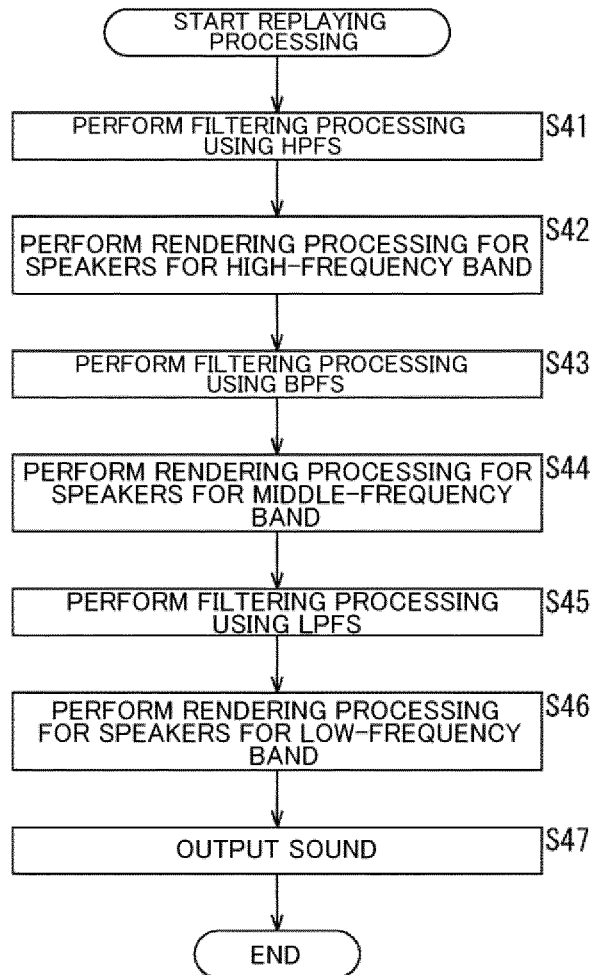 START REPLAYING
PROCESSING
PERFORM FILTERING PROCESSING
USING HPFS
S41
PERFORM RENDERING PROCESSING FOR
SPEAKERS FOR HIGH-FREQUENCY BAND
S42
PERFORM FILTERING PROCESSING
USING BPFS
S43
PERFORM RENDERING PROCESSING FOR
SPEAKERS FOR MIDDLE-FREQUENCY
BAND
S44
PERFORM FILTERING PROCESSING
USING LPFS
S45
PERFORM RENDERING PROCESSING
FOR SPEAKERS FOR LOW-FREQUENCY
BAND
S46
OUTPUT SOUND
S47
END